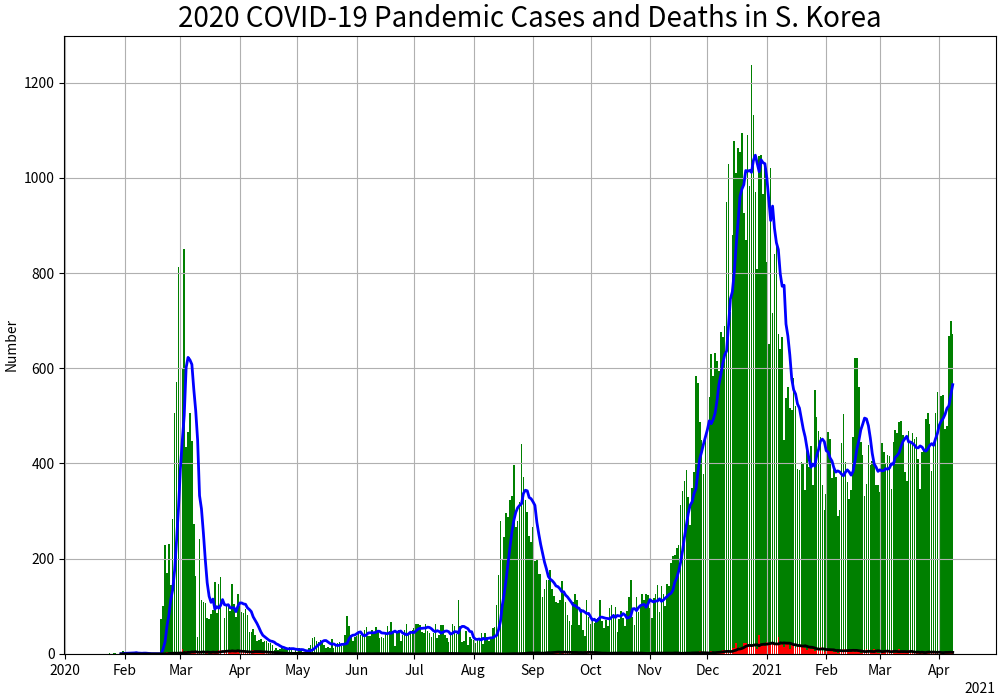 2020 COVID-19 Pandemic Cases and Deaths in S. Korea
1200
1000
800
600
400
200
0
Number
2020 Feb Mar Apr May Jun Jul Aug Sep Oct Nov Dec 2021 Feb Mar Apr
2021